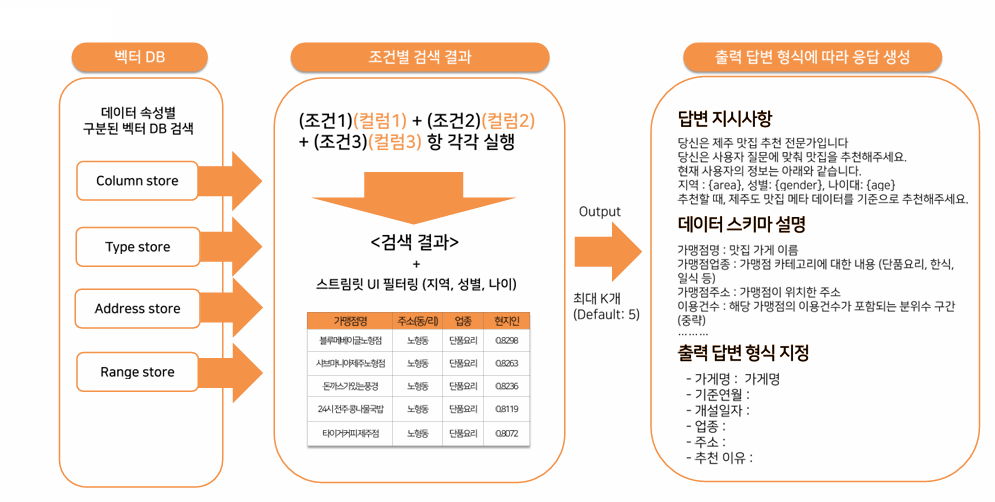 벡터 DB
데이터 속성별
구분된 벡터 DB 검색
Column store
Type store
Address store
Range store
조건별 검색 결과
(조건1)(컬럼1) + (조건2)(컬럼2)
+ (조건3)(컬럼3) 항 각각 실행
<검색 결과>
+
스트림릿 UI 필터링 (지역, 성별, 나이)
가맹점명 주소(동/리) 업종 현지인
블루메베이글노형점 노형동 단품요리 0.8298
샤브마니아제주노형점 노형동 단품요리 0.8263
돈까스가있는풍경 노형동 단품요리 0.8236
24시전주콩나물국밥 노형동 단품요리 0.8119
타이거커피제주점 노형동 단품요리 0.8072
Output
최대 K개
(Default: 5)
출력 답변 형식에 따라 응답 생성
답변 지시사항
당신은 제주 맛집 추천 전문가입니다
당신은 사용자 질문에 맞춰 맛집을 추천해주세요.
현재 사용자의 정보는 아래와 같습니다.
지역 : {area}, 성별: {gender}, 나이대: {age}
추천할 때, 제주도 맛집 메타 데이터를 기준으로 추천해주세요.
데이터 스키마 설명
가맹점명 : 맛집 가게 이름
가맹점업종 : 가맹점 카테고리에 대한 내용 (단품요리, 한식,
일식 등)
가맹점주소 : 가맹점이 위치한 주소
이용건수 : 해당 가맹점의 이용건수가 포함되는 분위수 구간
(중략)
………
출력 답변 형식 지정
- 가게명 : 가게명
- 기준연월 :
- 개설일자 :
- 업종 :
- 주소 :
- 추천 이유 :